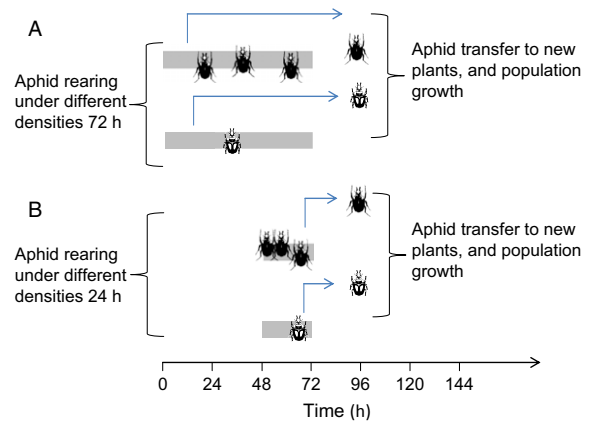 A
Aphid rearing
under different
densities 72 h
Aphid transfer to new
plants, and population
growth
B
Aphid rearing
under different
densities 24 h
Aphid transfer to new
plants, and population
growth
0 24 48 72 96 120 144
Time (h)